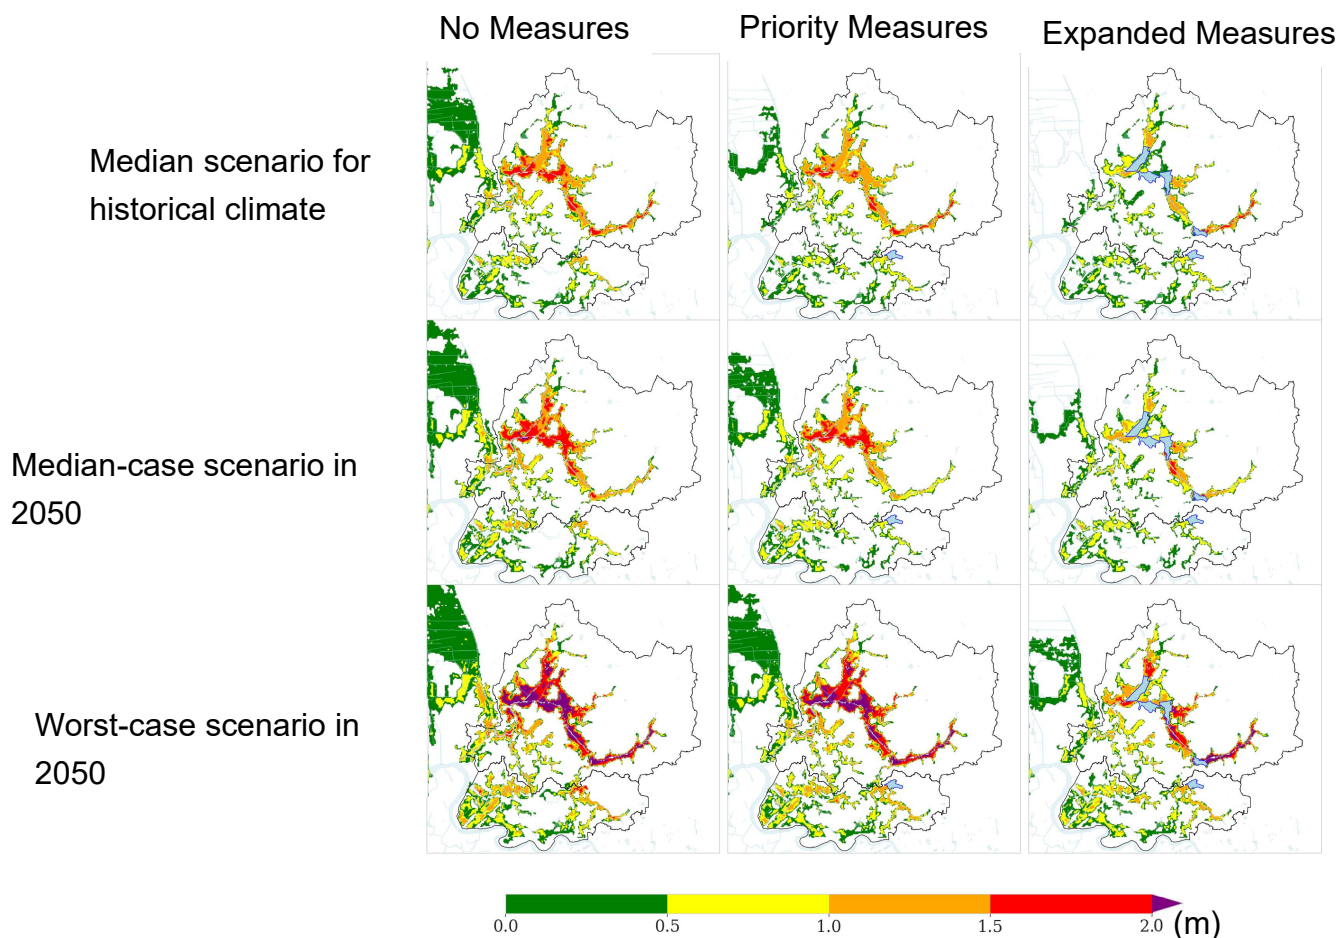 No Measures
Priority Measures
Expanded Measures
Median scenario for
historical climate
Median-case scenario in
2050
Worst-case scenario in
2050
0.0 0.5 1.0 1.5 2.0 (m)